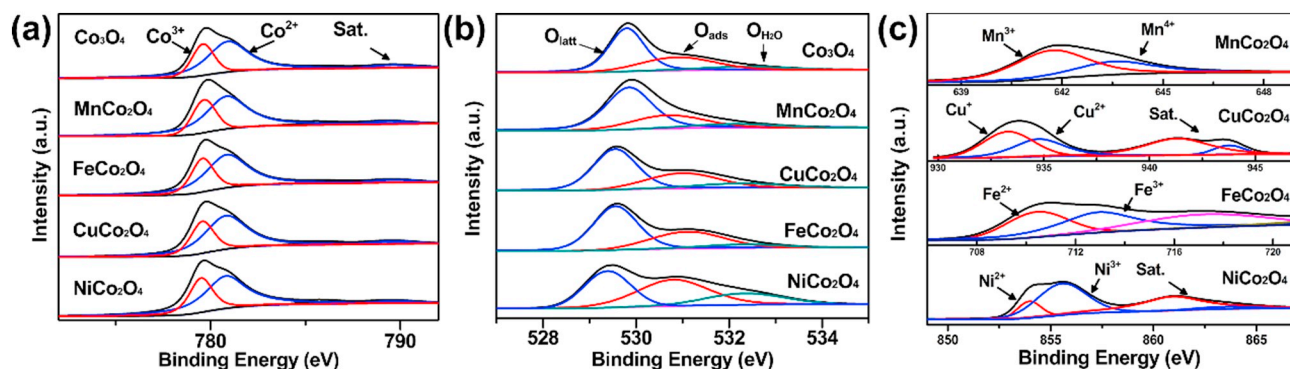 (a)
Co₃O₄
Co³⁺
Co²⁺
Sat.
MnCo₂O₄
FeCo₂O₄
CuCo₂O₄
NiCo₂O₄
Intensity (a.u.)
780 790
Binding Energy (eV)
(b)
Olatt
Oads
OH₂O
Co₃O₄
MnCo₂O₄
CuCo₂O₄
FeCo₂O₄
NiCo₂O₄
Intensity (a.u.)
528 530 532 534
Binding Energy (eV)
(c)
Mn³⁺
Mn⁴⁺
MnCo₂O₄
639 642 645 648
Cu⁺
Cu²⁺
Sat.
CuCo₂O₄
930 935 940 945
Fe²⁺
Fe³⁺
FeCo₂O₄
708 712 716 720
Ni²⁺
Ni³⁺
Sat.
NiCo₂O₄
850 855 860 865
Intensity (a.u.)
Binding Energy (eV)